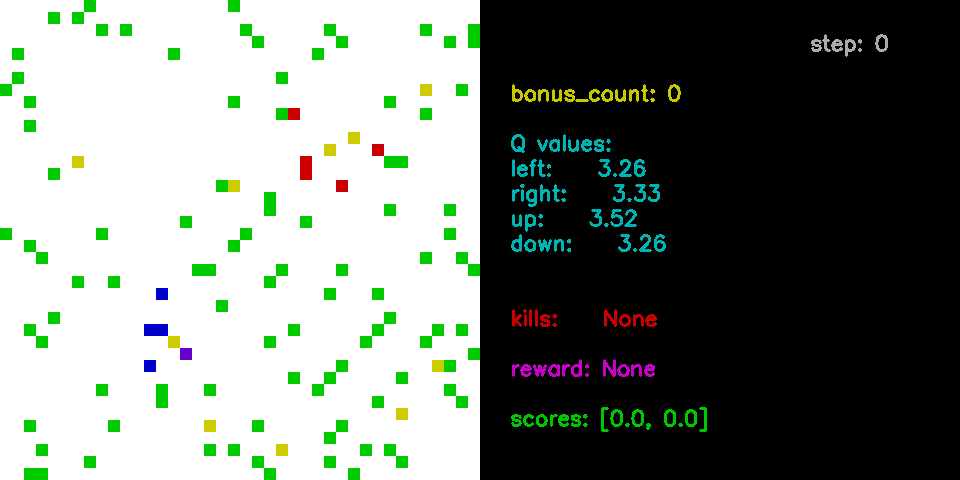 step: 0
bonus_count: 0
Q values:
left: 3.26
right: 3.33
up: 3.52
down: 3.26
kills: None
reward: None
scores: [0.0, 0.0]